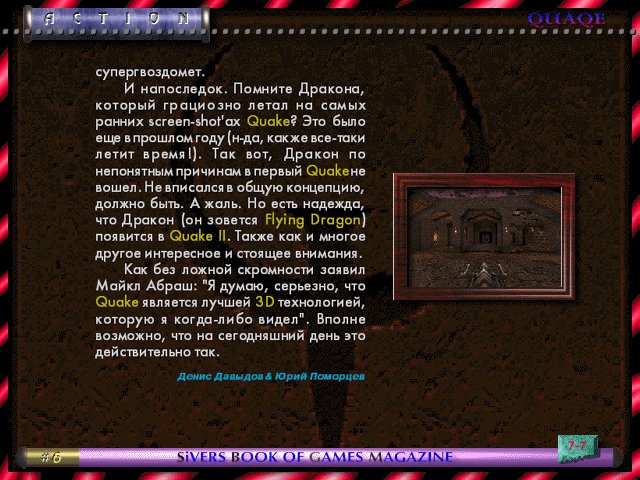 ACTION
QUAQE
супергвоздомет.
И напоследок. Помните Дракона,
который грациозно летал на самых
ранних screen-shot'ах Quake? Это было
еще в прошлом году (н-да, как же все-таки
летит время!). Так вот, Дракон по
непонятным причинам в первый Quake не
вошел. Не вписался в общую концепцию,
должно быть. А жаль. Но есть надежда,
что Дракон (он зовется Flying Dragon)
появится в Quake II. Также как и многое
другое интересное и стоящее внимания.
Как без ложной скромности заявил
Майкл Абраш: "Я думаю, серьезно, что
Quake является лучшей 3D технологией,
которую я когда-либо видел". Вполне
возможно, что на сегодняшний день это
действительно так.
Денис Давыдов & Юрий Поморцев
#6
SiVERS BOOK OF GAMES MAGAZINE
7-7